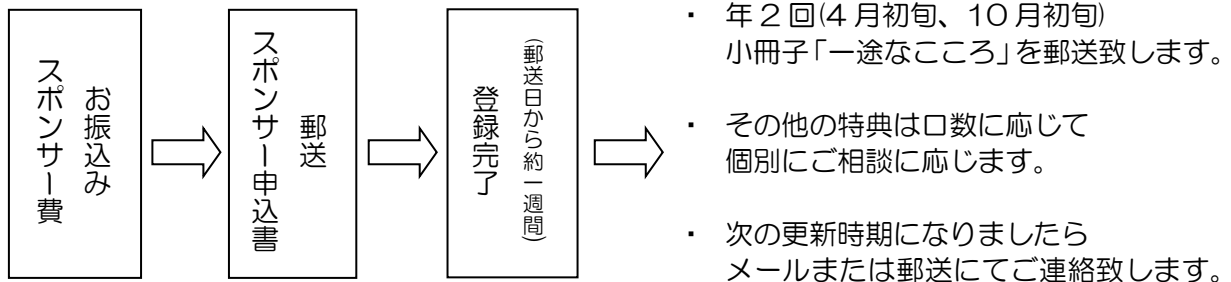 スポンサー費
お振込み
スポンサー申込書
郵送
登録完了
(郵送日から約一週間)
・ 年2回(4月初旬、10月初旬)
小冊子「一途なこころ」を郵送致します。
・ その他の特典は口数に応じて
個別にご相談に応じます。
・ 次の更新時期になりましたら
メールまたは郵送にてご連絡致します。